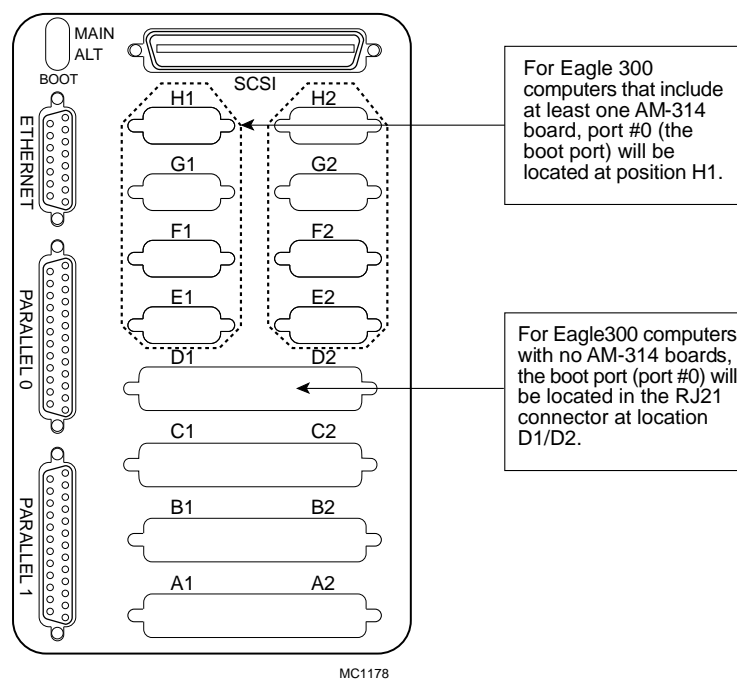 MAIN
ALT
BOOT
SCSI
ETHERNET
H1 H2
G1 G2
F1 F2
E1 E2
PARALLEL 0
D1 D2
C1 C2
PARALLEL 1
B1 B2
A1 A2
MC1178
For Eagle 300
computers that include
at least one AM-314
board, port #0 (the
boot port) will be
located at position H1.
For Eagle300 computers
with no AM-314 boards,
the boot port (port #0) will
be located in the RJ21
connector at location
D1/D2.